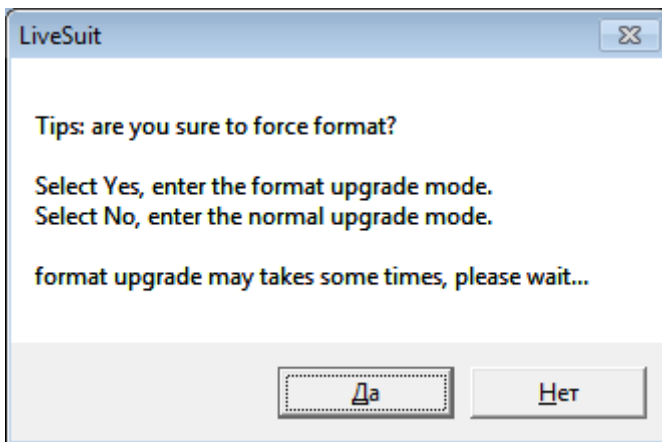 LiveSuit
Tips: are you sure to force format?
Select Yes, enter the format upgrade mode.
Select No, enter the normal upgrade mode.
format upgrade may takes some times, please wait...
Да
Нет